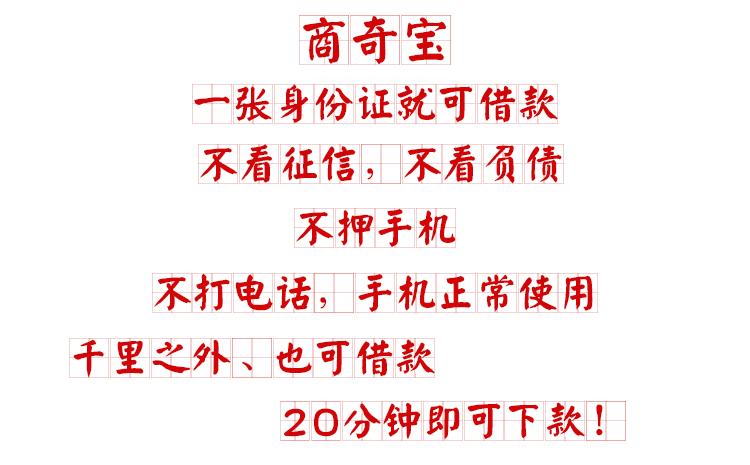 商奇宝
一张身份证就可借款
不看征信，不看负债
不押手机
不打电话，手机正常使用
千里之外、也可借款
20分钟即可下款！